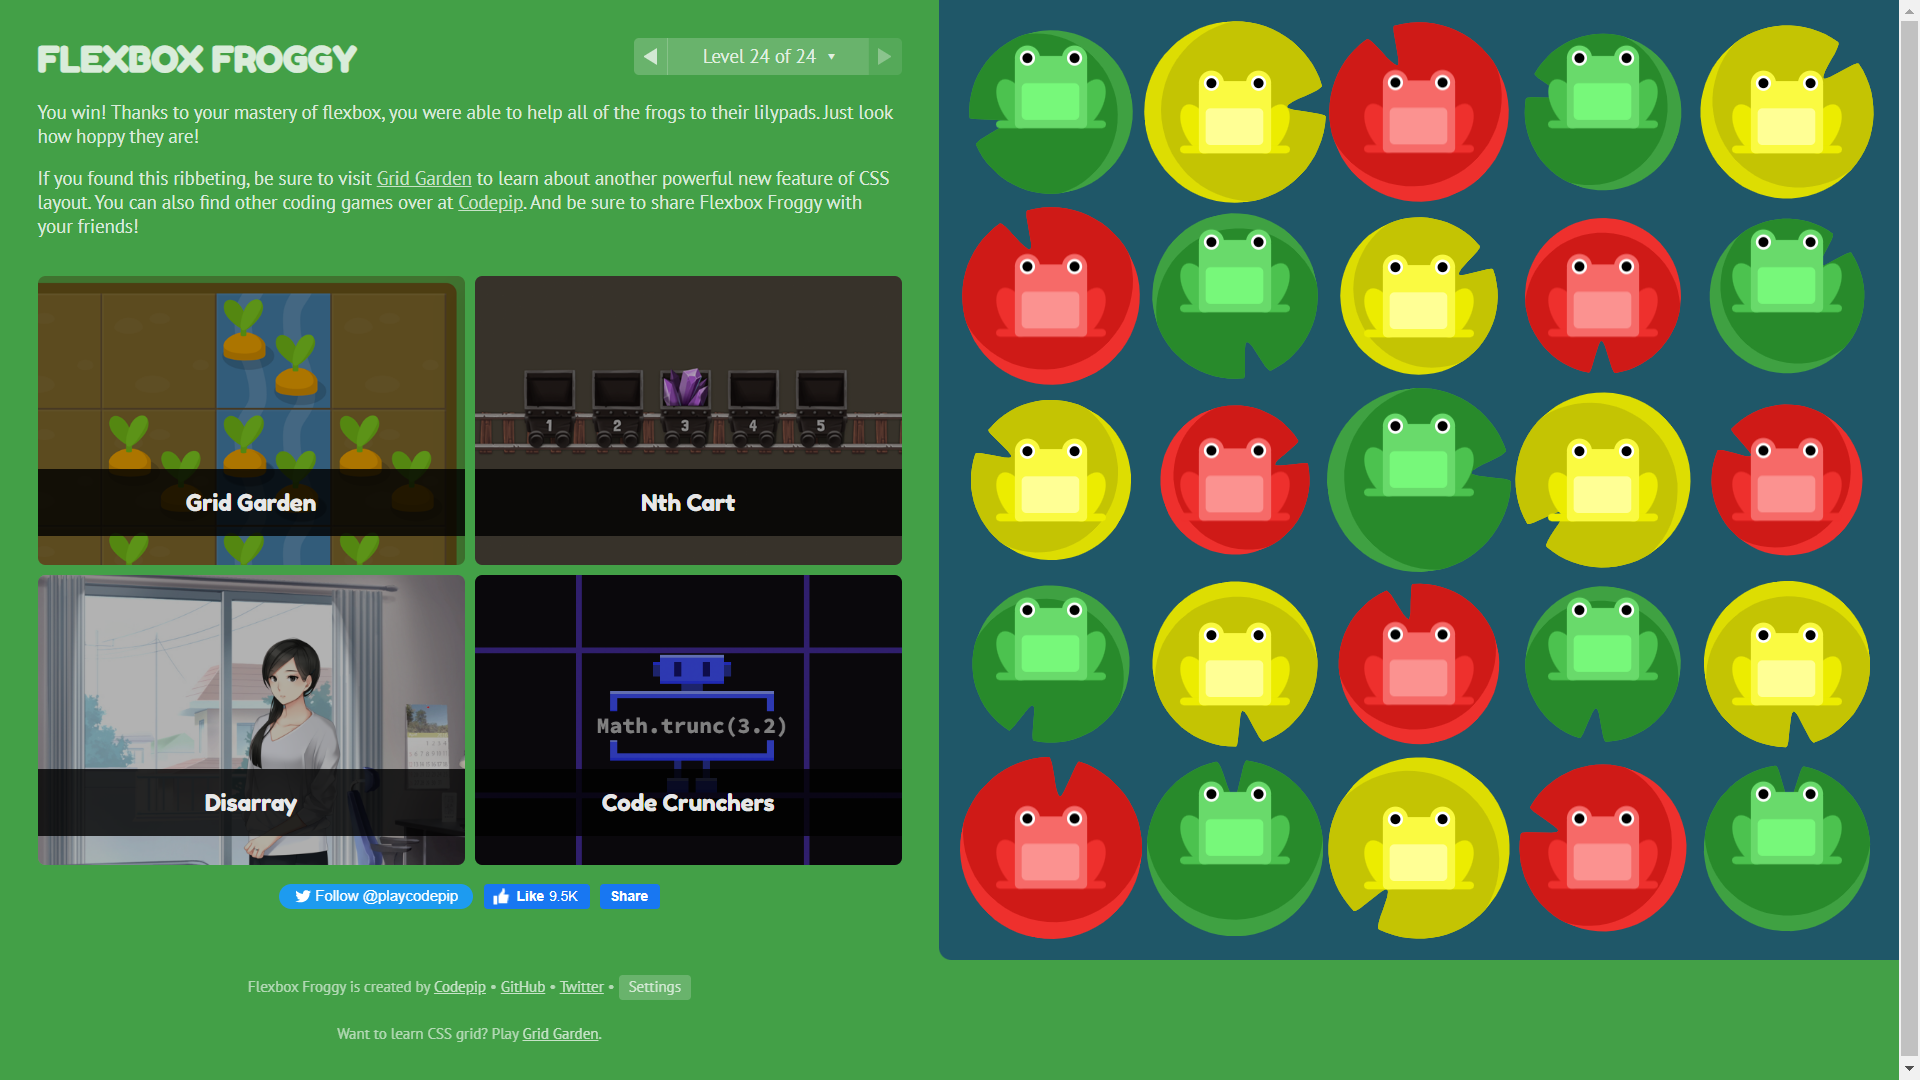 FLEXBOX FROGGY
Level 24 of 24
You win! Thanks to your mastery of flexbox, you were able to help all of the frogs to their lilypads. Just look
how hoppy they are!
If you found this ribbeting, be sure to visit Grid Garden to learn about another powerful new feature of CSS
layout. You can also find other coding games over at Codepip. And be sure to share Flexbox Froggy with
your friends!
Grid Garden
1 2 3 4 5
Nth Cart
Disarray
Math.trunc(3.2)
Code Crunchers
Follow @playcodepip
Like 9.5K
Share
Flexbox Froggy is created by Codepip • GitHub • Twitter • Settings
Want to learn CSS grid? Play Grid Garden.